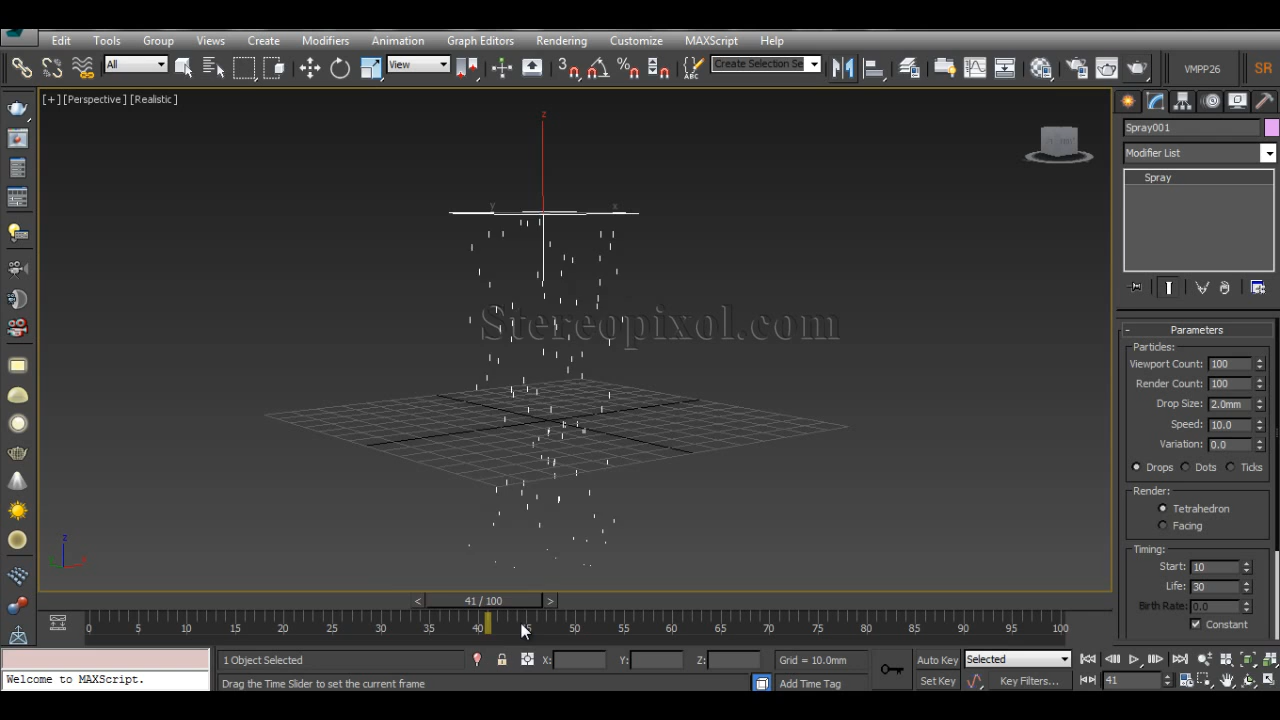 Edit Tools Group Views Create Modifiers Animation Graph Editors Rendering Customize MAXScript Help
All View 3 % ABC Create Selection Se VMPP26 SR
[+] [Perspective] [Realistic]
Spray001
Modifier List
Spray
z
y x
Stereopixol.com
z
Parameters
Particles:
Viewport Count: 100
Render Count: 100
Drop Size: 2.0mm
Speed: 10.0
Variation: 0.0
Drops Dots Ticks
Render:
Tetrahedron
Facing
Timing:
Start: 10
Life: 30
Birth Rate: 0.0
Constant
< 41 / 100 >
0 5 10 15 20 25 30 35 40 45 50 55 60 65 70 75 80 85 90 95 100
1 Object Selected X: Y: Z: Grid = 10.0mm Auto Key Selected
Welcome to MAXScript. Drag the Time Slider to set the current frame Add Time Tag Set Key Key Filters... 41